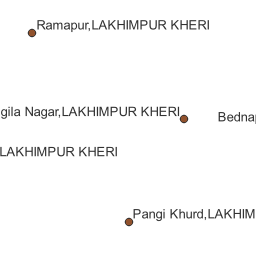 Ramapur,LAKHIMPUR KHERI
gila Nagar,LAKHIMPUR KHERI
Bednap
LAKHIMPUR KHERI
Pangi Khurd,LAKHIM